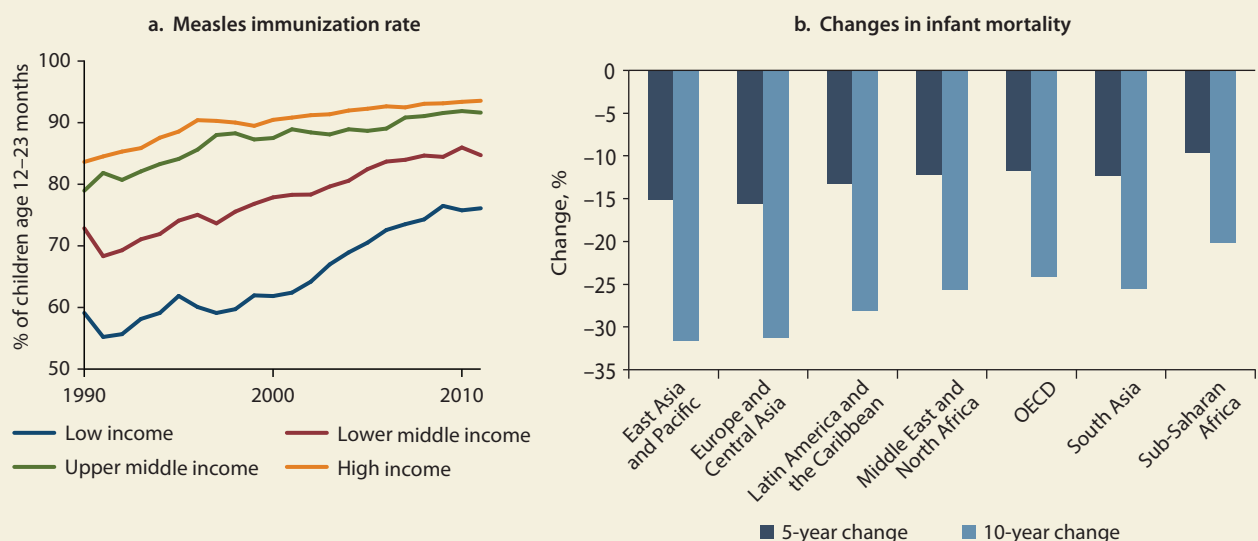 a. Measles immunization rate
% of children age 12–23 months
100
90
80
70
60
50
1990
2000
2010
Low income
Lower middle income
Upper middle income
High income
b. Changes in infant mortality
Change, %
0
–5
–10
–15
–20
–25
–30
–35
East Asia
and Pacific
Europe and
Central Asia
Latin America and
the Caribbean
Middle East and
North Africa
OECD
South Asia
Sub-Saharan
Africa
5-year change
10-year change